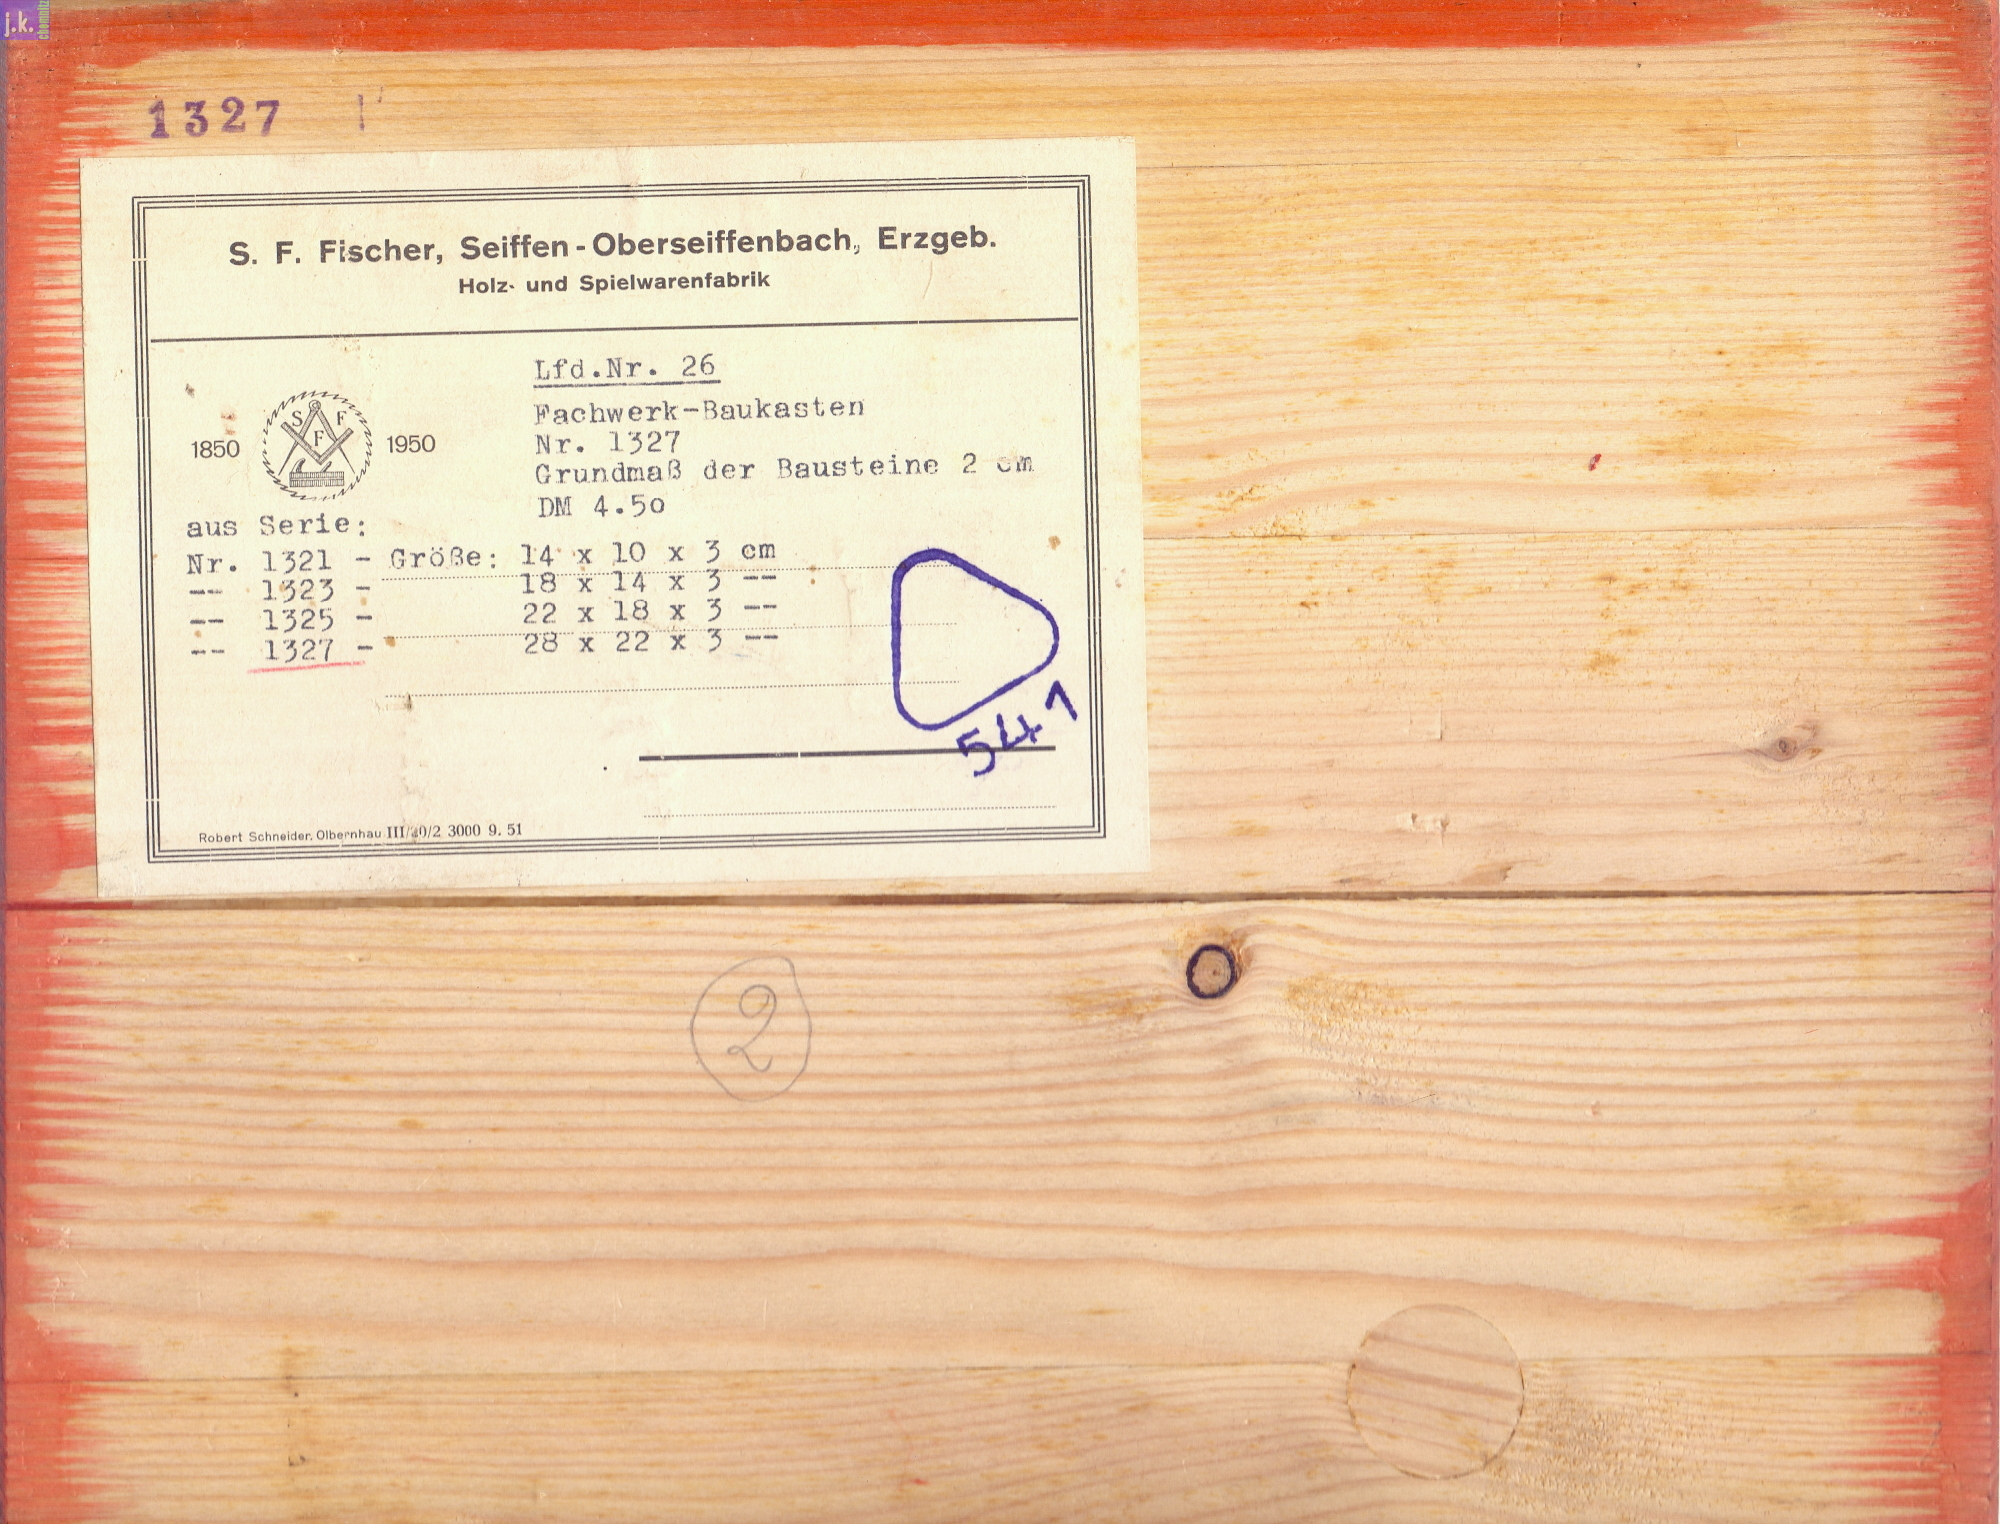 j.k.
chemnitz
1327
S. F. Fischer, Seiffen-Oberseiffenbach, Erzgeb.
Holz- und Spielwarenfabrik
Lfd.Nr. 26
Fachwerk-Baukasten
Nr. 1327
Grundmaß der Bausteine 2 cm
DM 4.50
1850
S F F
1950
aus Serie:
Nr. 1321 - Größe: 14 x 10 x 3 cm
-- 1323 - 18 x 14 x 3 --
-- 1325 - 22 x 18 x 3 --
-- 1327 - 28 x 22 x 3 --
541
Robert Schneider, Olbernhau III/20/2 3000 9. 51
2